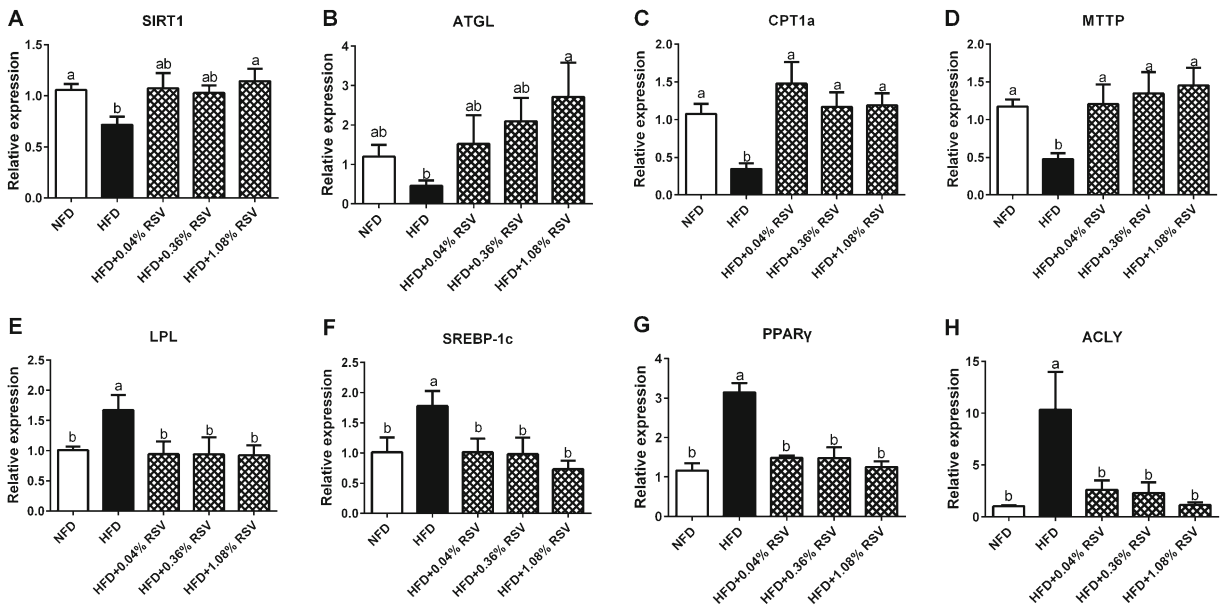 A
SIRT1
Relative expression
1.5
1.0
0.5
0.0
a
b
ab
ab
a
NFD
HFD
HFD+0.04% RSV
HFD+0.36% RSV
HFD+1.08% RSV
B
ATGL
Relative expression
4
3
2
1
0
ab
b
ab
ab
a
NFD
HFD
HFD+0.04% RSV
HFD+0.36% RSV
HFD+1.08% RSV
C
CPT1a
Relative expression
2.0
1.5
1.0
0.5
0.0
a
b
a
a
a
NFD
HFD
HFD+0.04% RSV
HFD+0.36% RSV
HFD+1.08% RSV
D
MTTP
Relative expression
2.0
1.5
1.0
0.5
0.0
a
b
a
a
a
NFD
HFD
HFD+0.04% RSV
HFD+0.36% RSV
HFD+1.08% RSV
E
LPL
Relative expression
2.5
2.0
1.5
1.0
0.5
0.0
b
a
b
b
b
NFD
HFD
HFD+0.04% RSV
HFD+0.36% RSV
HFD+1.08% RSV
F
SREBP-1c
Relative expression
2.5
2.0
1.5
1.0
0.5
0.0
b
a
b
b
b
NFD
HFD
HFD+0.04% RSV
HFD+0.36% RSV
HFD+1.08% RSV
G
PPARγ
Relative expression
4
3
2
1
0
b
a
b
b
b
NFD
HFD
HFD+0.04% RSV
HFD+0.36% RSV
HFD+1.08% RSV
H
ACLY
Relative expression
15
10
5
0
b
a
b
b
b
NFD
HFD
HFD+0.04% RSV
HFD+0.36% RSV
HFD+1.08% RSV